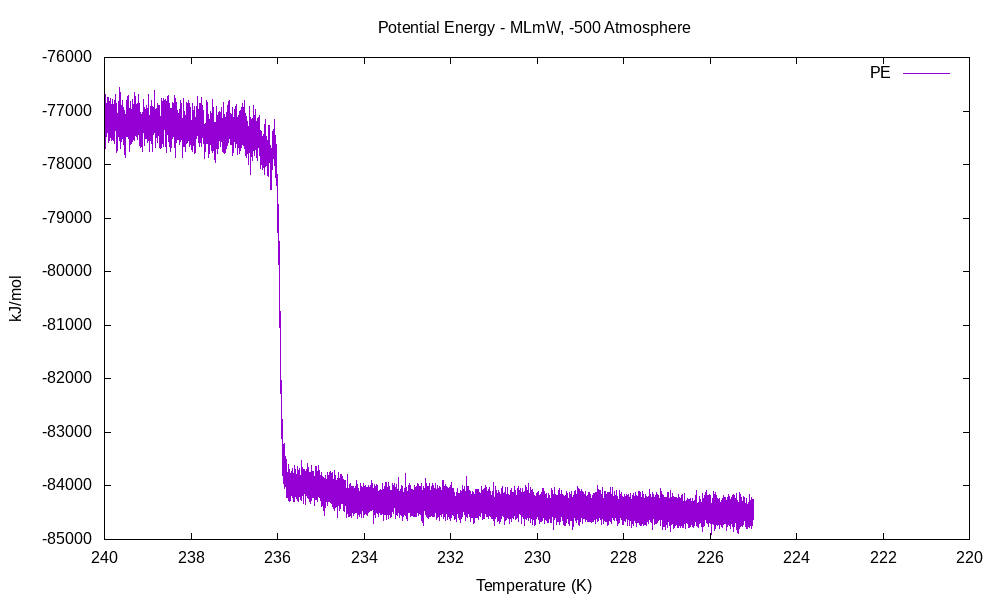 Potential Energy - MLmW, -500 Atmosphere
PE
-76000
-77000
-78000
-79000
-80000
-81000
-82000
-83000
-84000
-85000
kJ/mol
240 238 236 234 232 230 228 226 224 222 220
Temperature (K)